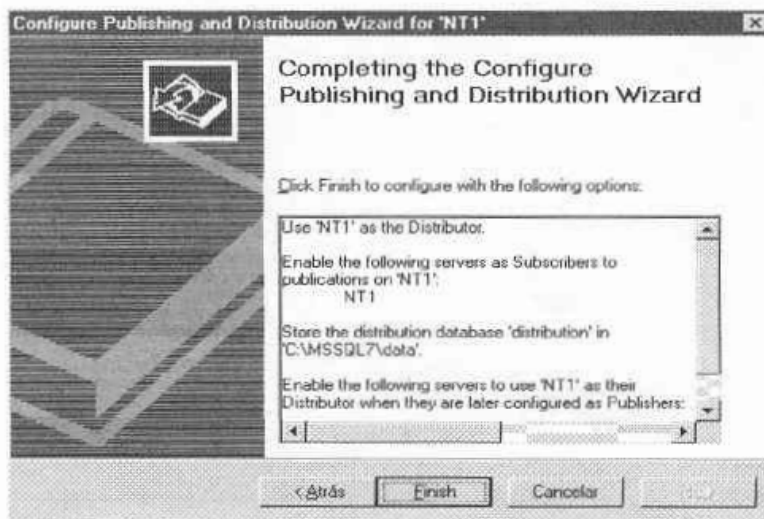 Configure Publishing and Distribution Wizard for 'NT1'
Completing the Configure
Publishing and Distribution Wizard
Click Finish to configure with the following options:
Use 'NT1' as the Distributor.
Enable the following servers as Subscribers to
publications on 'NT1':
NT1
Store the distribution database 'distribution' in
'C:\MSSQL7\data'.
Enable the following servers to use 'NT1' as their
Distributor when they are later configured as Publishers:
< Atrás Finish Cancelar